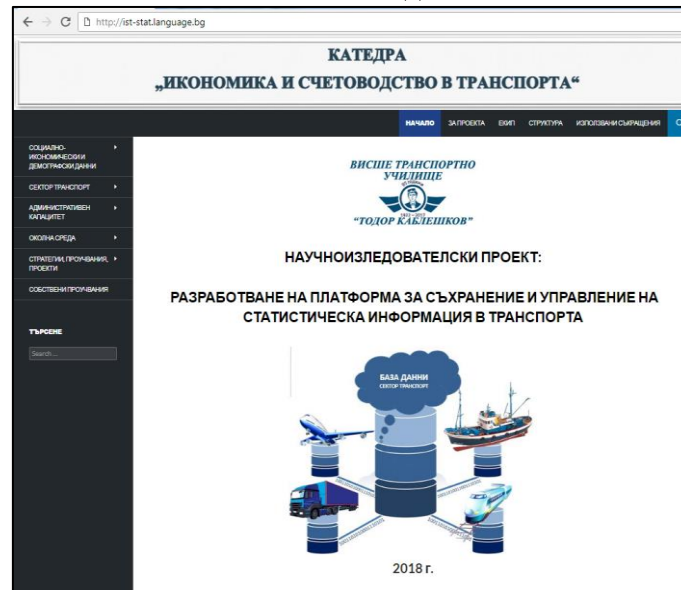 http://ist-stat.language.bg
КАТЕДРА
„ИКОНОМИКА И СЧЕТОВОДСТВО В ТРАНСПОРТА“
НАЧАЛО ЗА ПРОЕКТА ЕКИП СТРУКТУРА ИЗПОЛЗВАНИ СЪКРАЩЕНИЯ
СОЦИАЛНО-
ИКОНОМИЧЕСКИ И
ДЕМОГРАФСКИ ДАННИ
СЕКТОР ТРАНСПОРТ
АДМИНИСТРАТИВЕН
КАПАЦИТЕТ
ОКОЛНА СРЕДА
СТРАТЕГИИ, ПРОУЧВАНИЯ,
ПРОЕКТИ
СОБСТВЕНИ ПРОУЧВАНИЯ
ТЪРСЕНЕ
Search...
ВИСШЕ ТРАНСПОРТНО
УЧИЛИЩЕ
“ТОДОР КАБЛЕШКОВ”
НАУЧНОИЗЛЕДОВАТЕЛСКИ ПРОЕКТ:
РАЗРАБОТВАНЕ НА ПЛАТФОРМА ЗА СЪХРАНЕНИЕ И УПРАВЛЕНИЕ НА
СТАТИСТИЧЕСКА ИНФОРМАЦИЯ В ТРАНСПОРТА
БАЗА ДАННИ
СЕКТОР ТРАНСПОРТ
2018 г.